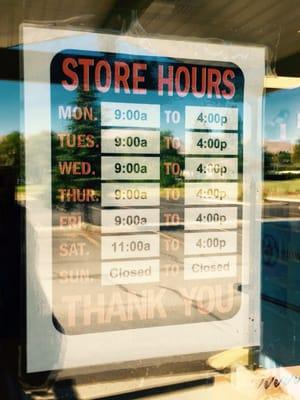 STORE HOURS
MON. 9:00a TO 4:00p
TUES. 9:00a TO 4:00p
WED. 9:00a TO 4:00p
THUR. 9:00a TO 4:00p
FRI. 9:00a TO 4:00p
SAT. 11:00a TO 4:00p
SUN. Closed TO Closed
THANK YOU